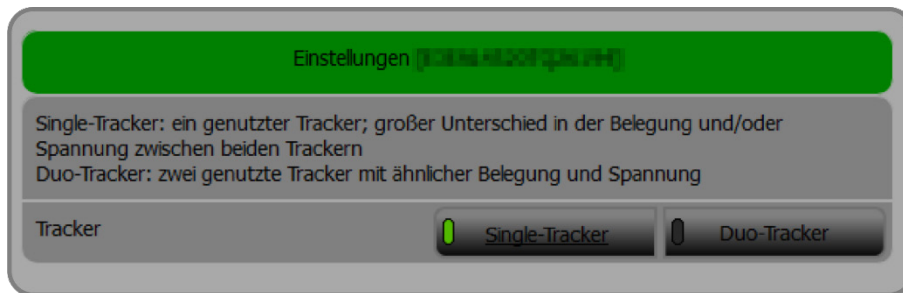 Einstellungen
Single-Tracker: ein genutzter Tracker; großer Unterschied in der Belegung und/oder
Spannung zwischen beiden Trackern
Duo-Tracker: zwei genutzte Tracker mit ähnlicher Belegung und Spannung
Tracker
Single-Tracker
Duo-Tracker